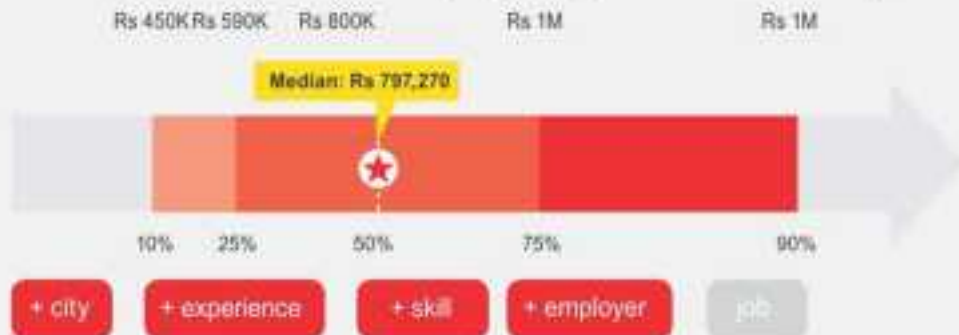 Rs 450K Rs 590K Rs 800K Rs 1M Rs 1M
Median: Rs 797,270
10% 25% 50% 75% 90%
+ city + experience + skill + employer job